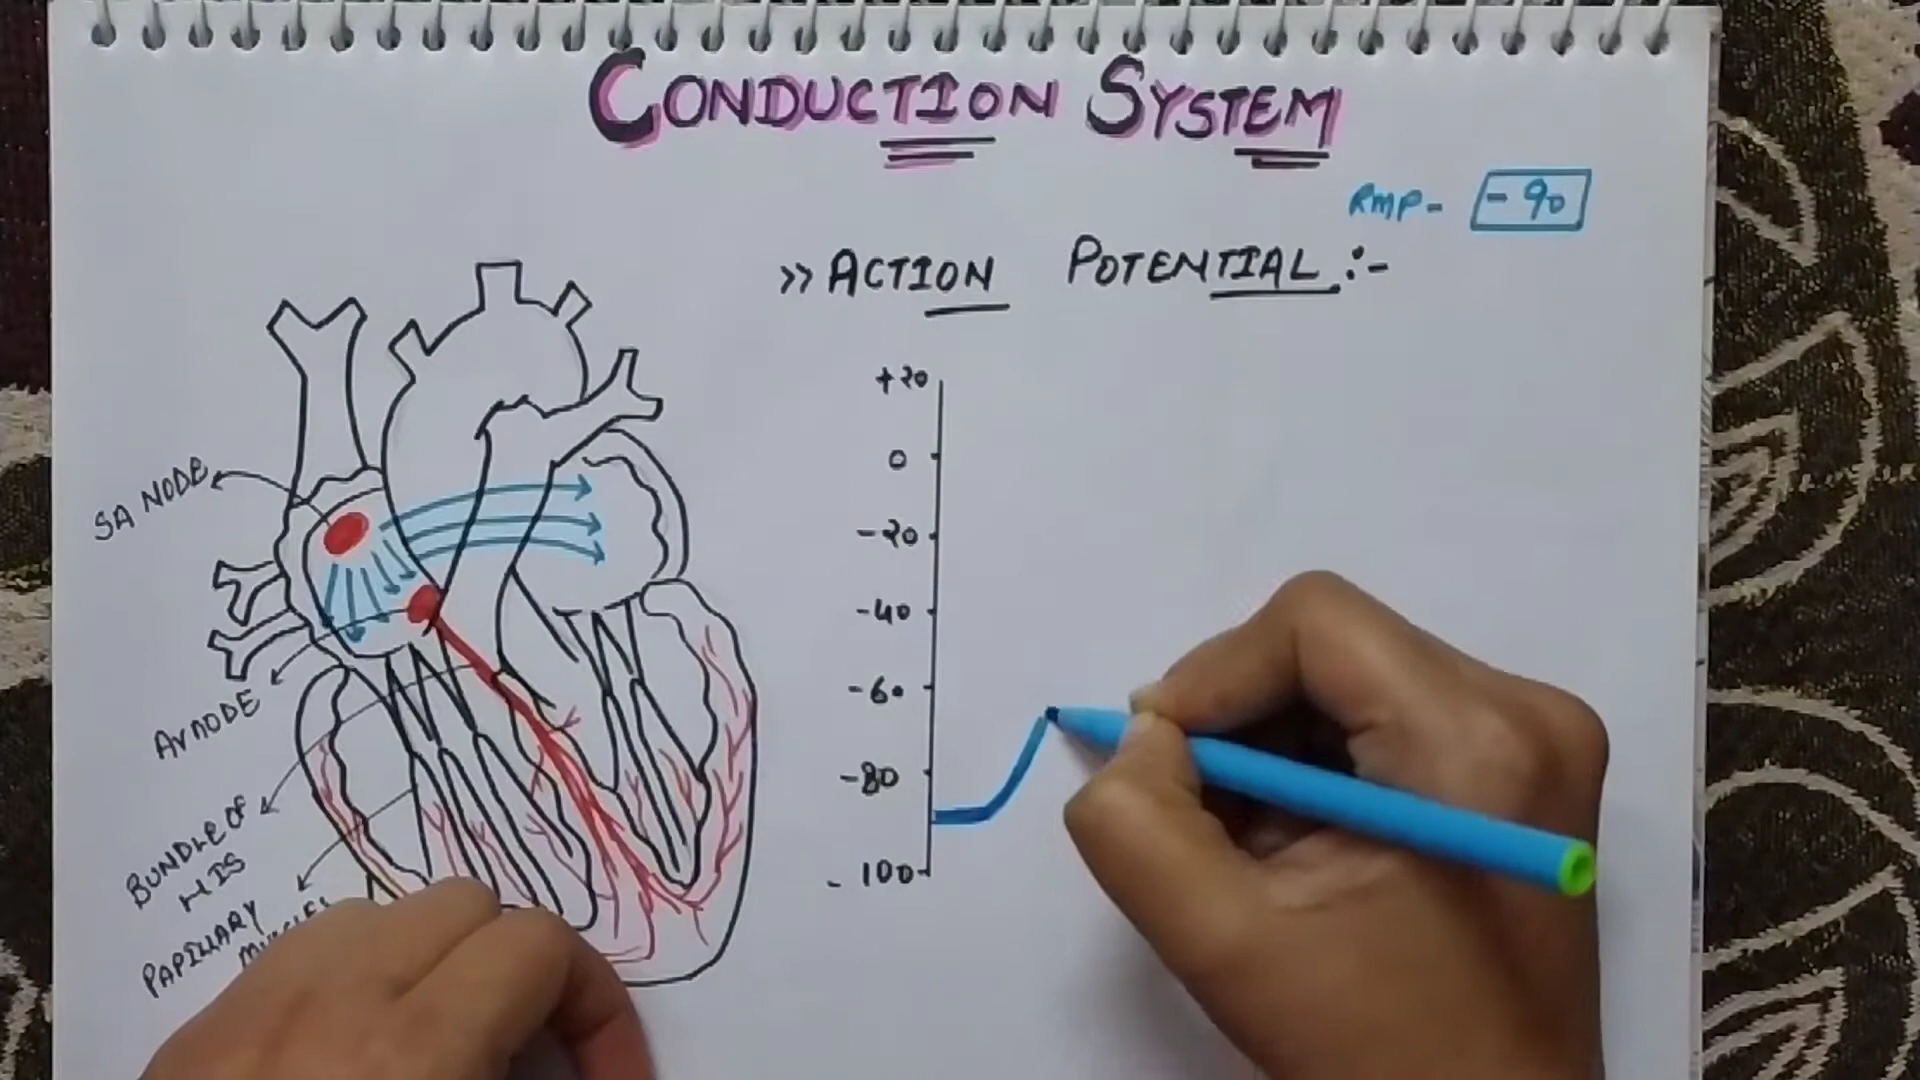 CONDUCTION SYSTEM
RMP- -90
>> ACTION POTENTIAL :-
+20
0
-20
-40
-60
-80
-100
SA NODE
AV NODE
BUNDLE OF
HIS
PAPILLARY
MUSCLES